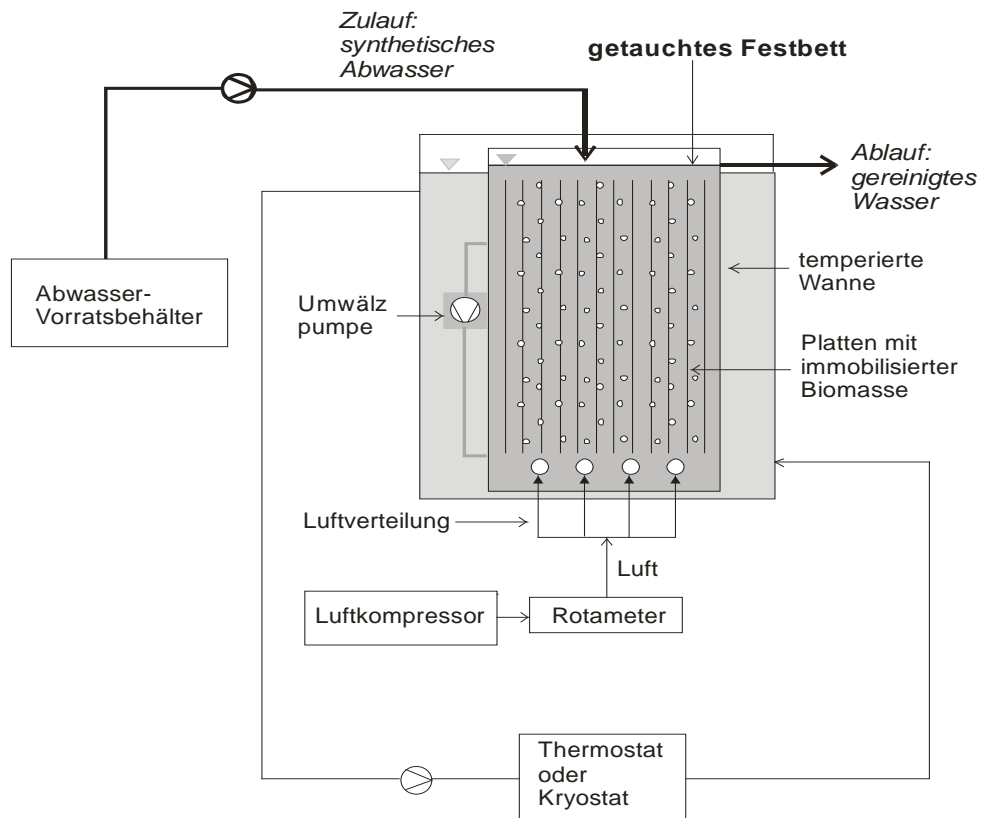 Zulauf:
synthetisches
Abwasser
getauchtes Festbett
Ablauf:
gereinigtes
Wasser
temperierte
Wanne
Abwasser-
Vorratsbehälter
Umwälz
pumpe
Platten mit
immobilisierter
Biomasse
Luftverteilung
Luft
Luftkompressor
Rotameter
Thermostat
oder
Kryostat